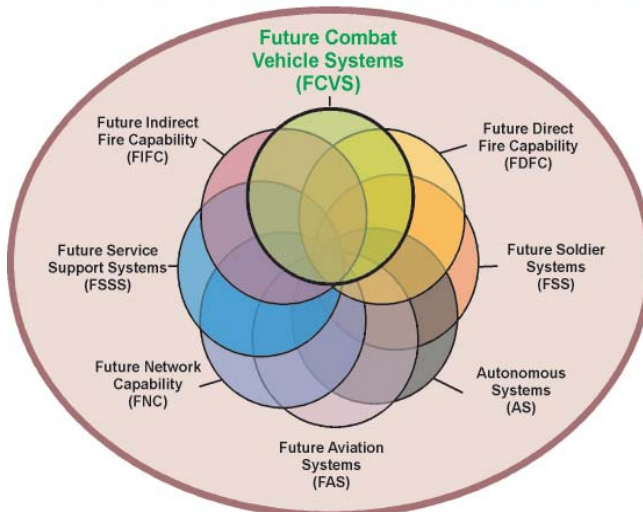 Future Combat
Vehicle Systems
(FCVS)
Future Indirect
Fire Capability
(FIFC)
Future Direct
Fire Capability
(FDFC)
Future Service
Support Systems
(FSSS)
Future Soldier
Systems
(FSS)
Future Network
Capability
(FNC)
Autonomous
Systems
(AS)
Future Aviation
Systems
(FAS)